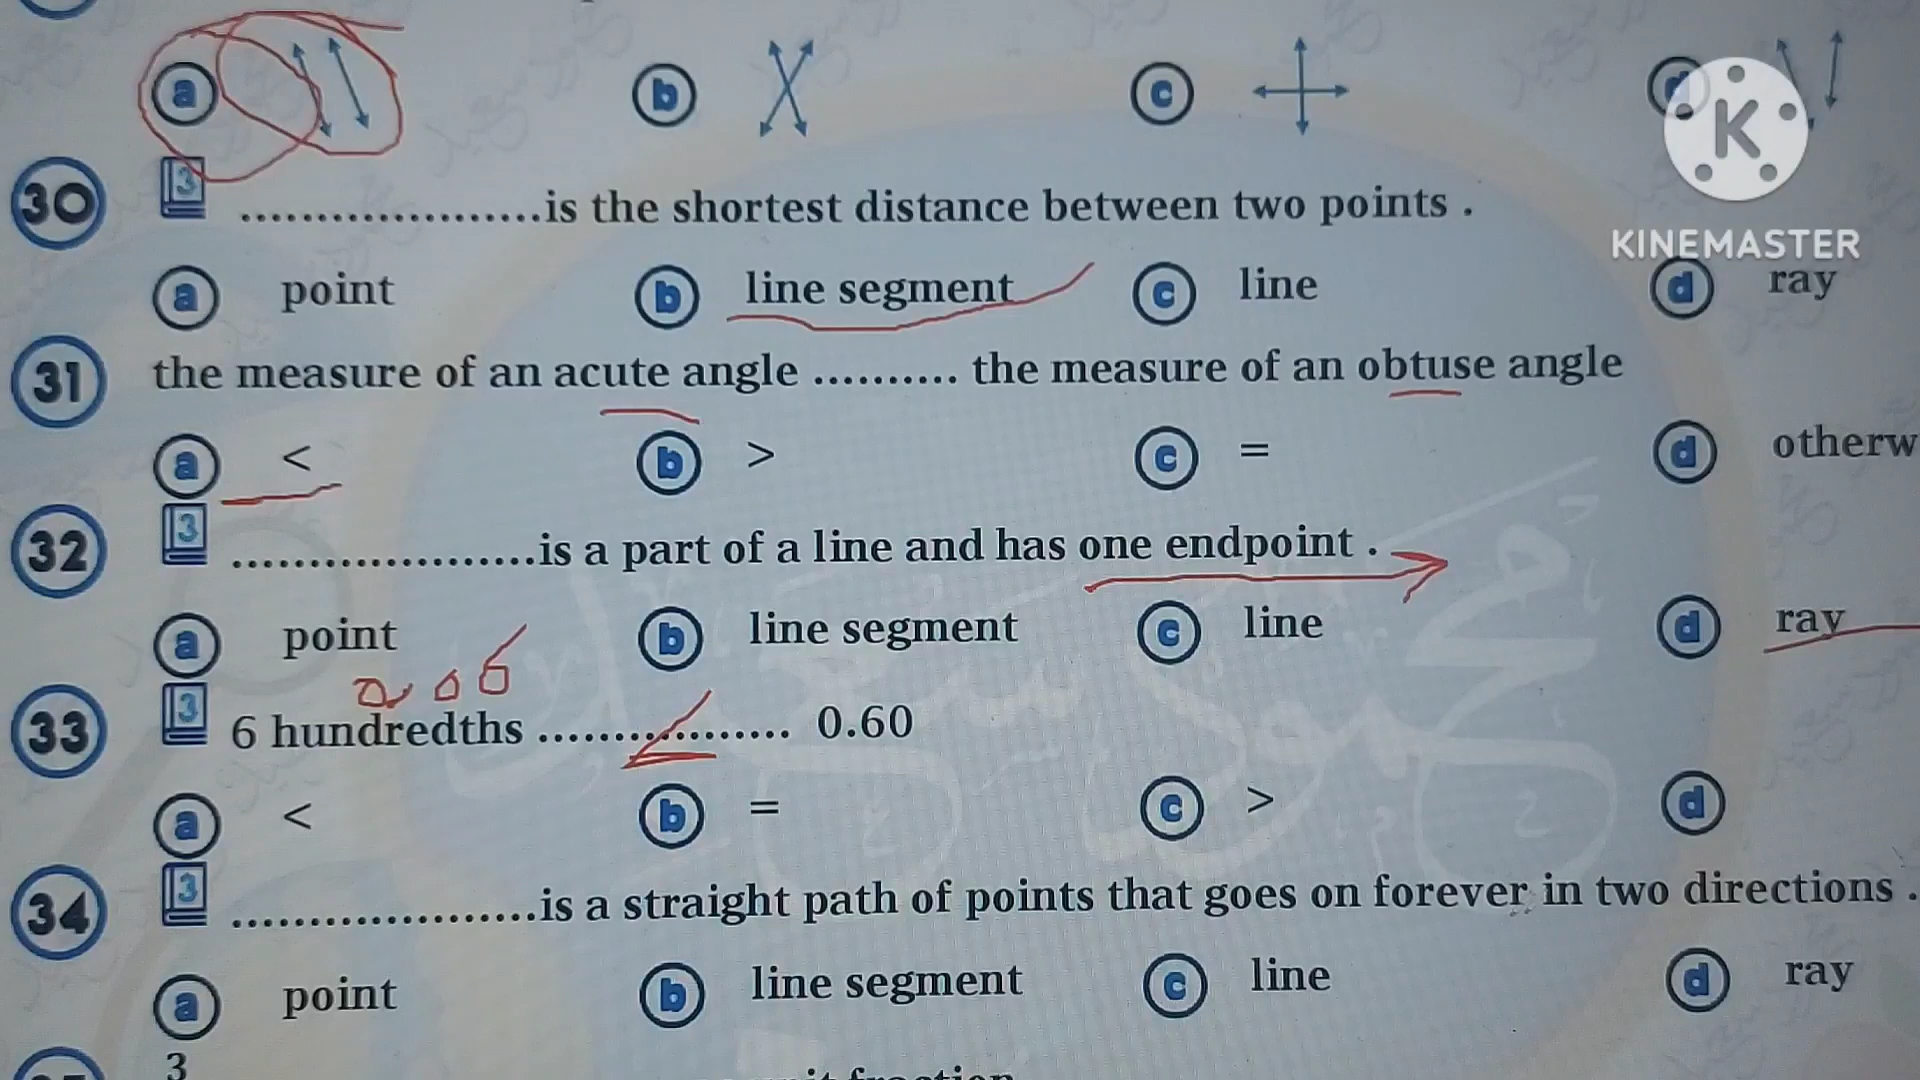 a b c d
30 3 ....................is the shortest distance between two points .
a point b line segment c line d ray
31 the measure of an acute angle .......... the measure of an obtuse angle
a < b > c = d otherw
32 3 ....................is a part of a line and has one endpoint .
a point b line segment c line d ray
33 3 6 hundredths ................. 0.60
a < b = c > d
34 3 ....................is a straight path of points that goes on forever in two directions .
a point b line segment c line d ray
3
fraction
K
KINEMASTER